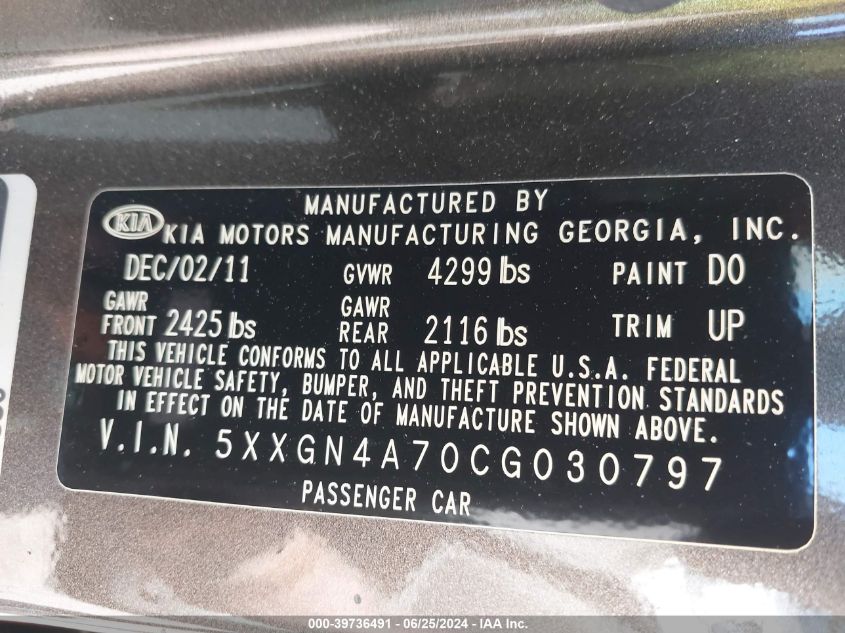 MANUFACTURED BY
KIA KIA MOTORS MANUFACTURING GEORGIA, INC.
DEC/02/11 GVWR 4299 lbs PAINT DO
GAWR FRONT 2425 lbs GAWR REAR 2116 lbs TRIM UP
THIS VEHICLE CONFORMS TO ALL APPLICABLE U.S.A. FEDERAL
MOTOR VEHICLE SAFETY, BUMPER, AND THEFT PREVENTION STANDARDS
IN EFFECT ON THE DATE OF MANUFACTURE SHOWN ABOVE.
V.I.N. 5XXGN4A70CG030797
PASSENGER CAR
000-39736491 - 06/25/2024 - IAA Inc.